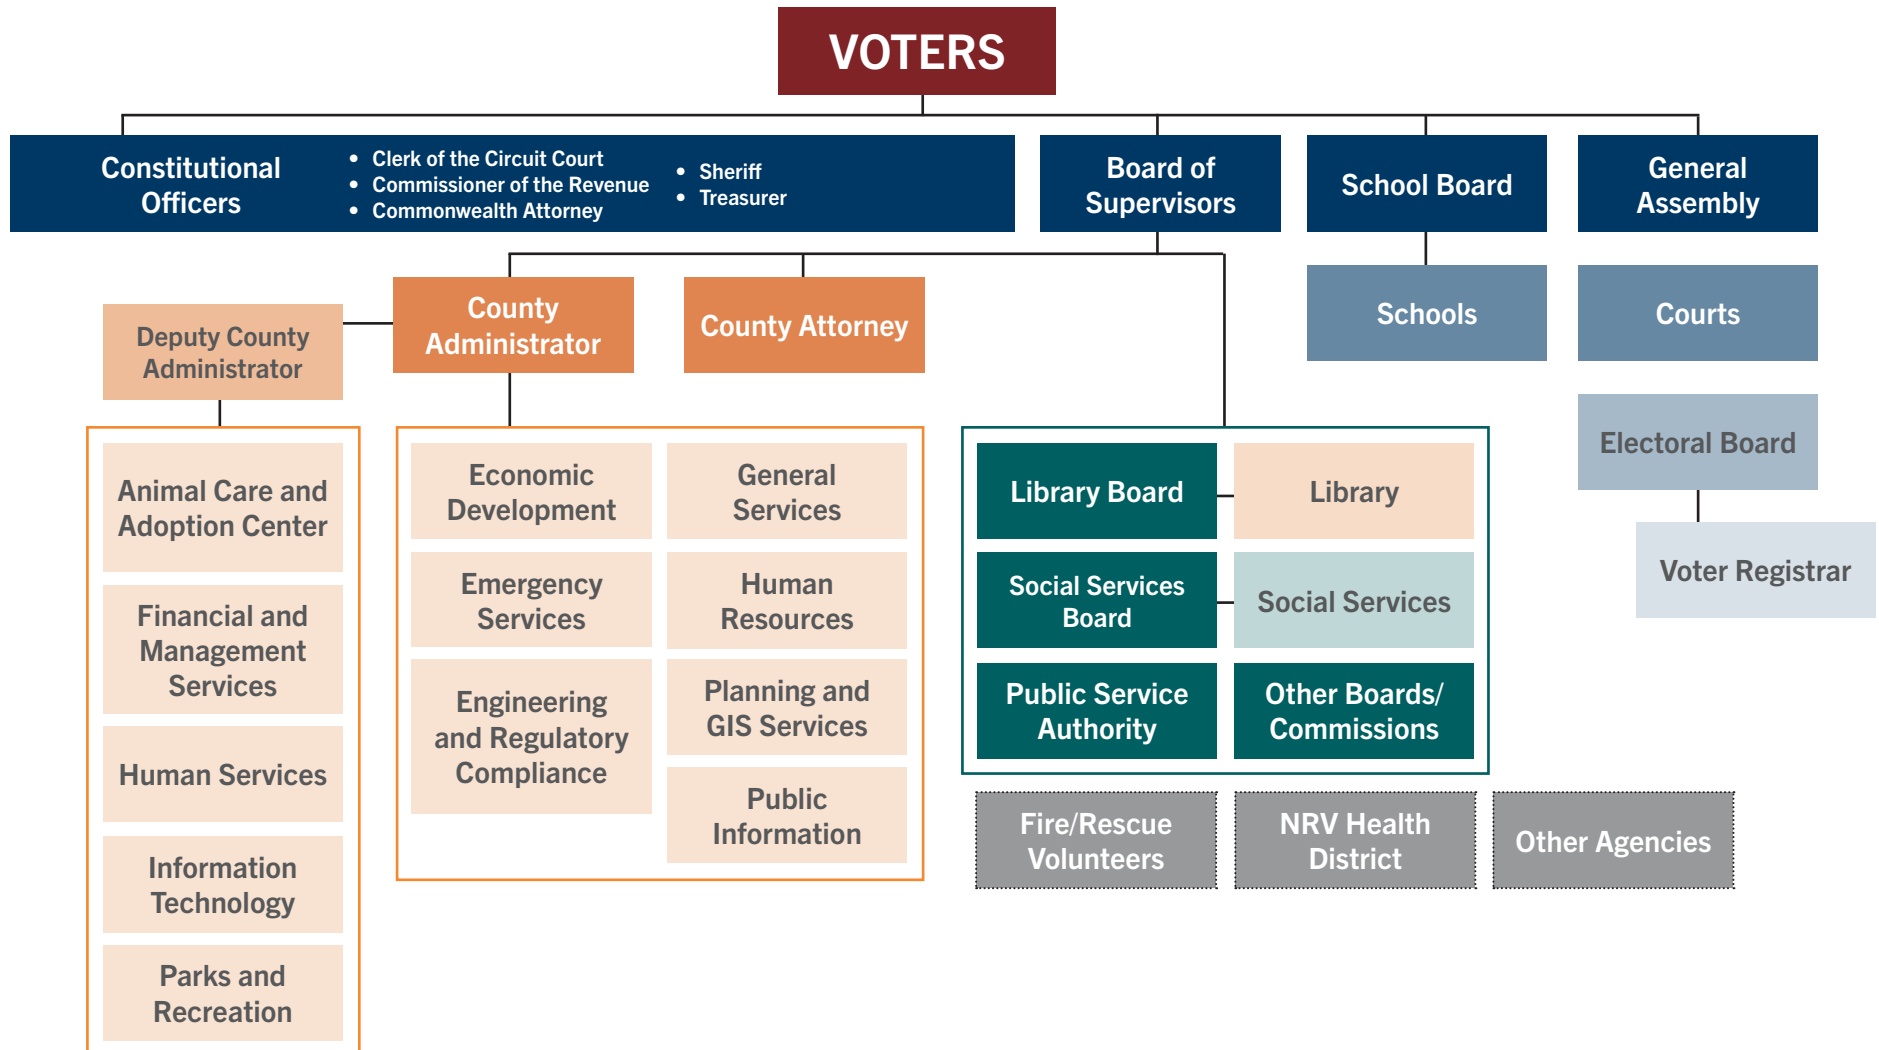 VOTERS
Constitutional
Officers
• Clerk of the Circuit Court
• Commissioner of the Revenue
• Commonwealth Attorney
• Sheriff
• Treasurer
Board of
Supervisors
School Board
General
Assembly
Deputy County
Administrator
County
Administrator
County Attorney
Schools
Courts
Electoral Board
Voter Registrar
Animal Care and
Adoption Center
Financial and
Management
Services
Human Services
Information
Technology
Parks and
Recreation
Economic
Development
Emergency
Services
Engineering
and Regulatory
Compliance
General
Services
Human
Resources
Planning and
GIS Services
Public
Information
Library Board
Library
Social Services
Board
Social Services
Public Service
Authority
Other Boards/
Commissions
Fire/Rescue
Volunteers
NRV Health
District
Other Agencies